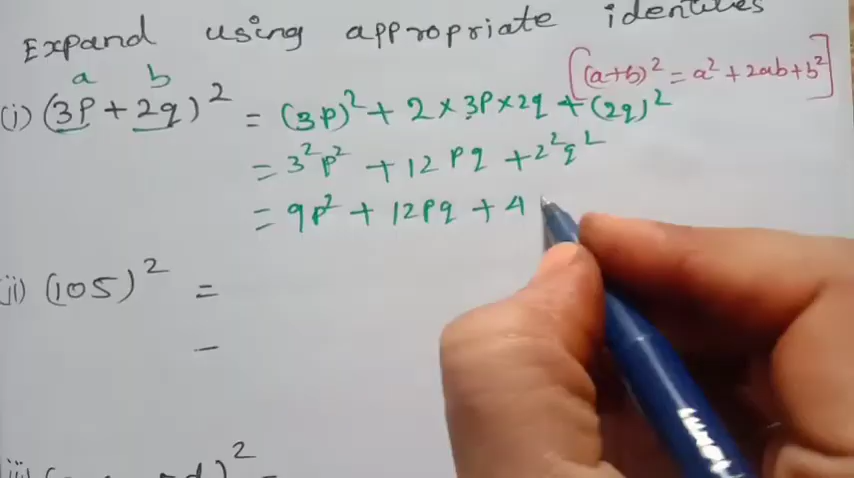 Expand using appropriate identities
[(a+b)² = a² + 2ab + b²]
a b
(i) (3p + 2q)² = (3p)² + 2 × 3p × 2q + (2q)²
= 3²p² + 12pq + 2²q²
= 9p² + 12pq + 4
(ii) (105)² =
—
)² =